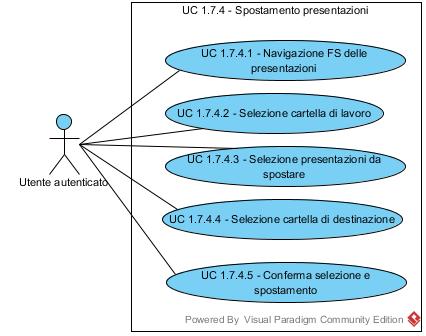 UC 1.7.4 - Spostamento presentazioni
UC 1.7.4.1 - Navigazione FS delle
presentazioni
UC 1.7.4.2 - Selezione cartella di lavoro
UC 1.7.4.3 - Selezione presentazioni da
spostare
Utente autenticato
UC 1.7.4.4 - Selezione cartella di destinazione
UC 1.7.4.5 - Conferma selezione e
spostamento
Powered By Visual Paradigm Community Edition